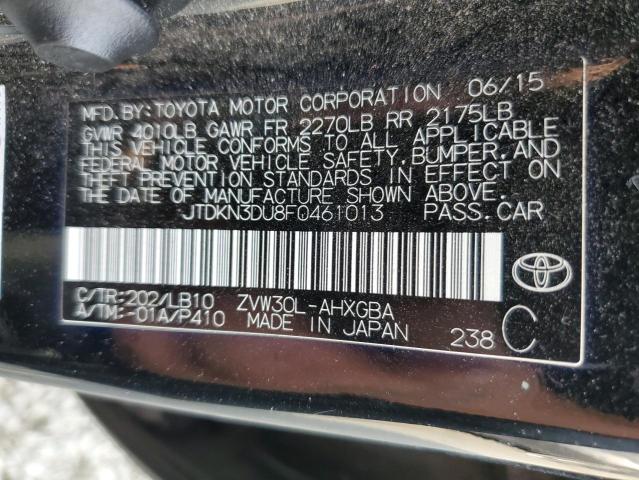 MFD. BY: TOYOTA MOTOR CORPORATION 06/15
GVWR 4010LB GAWR FR 2270LB RR 2175LB
THIS VEHICLE CONFORMS TO ALL APPLICABLE
FEDERAL MOTOR VEHICLE SAFETY, BUMPER, AND
THEFT PREVENTION STANDARDS IN EFFECT ON
THE DATE OF MANUFACTURE SHOWN ABOVE.
JTDKN3DU8F0461013 PASS. CAR
C/TR: 202/LB10 ZVW30L-AHXGBA
A/TM: -01A/P410 MADE IN JAPAN 238 C